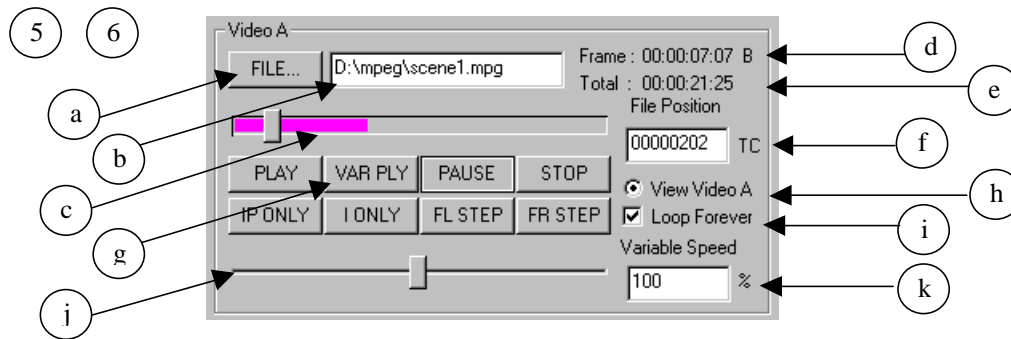 5 6
Video A
FILE... D:\mpeg\scene1.mpg Frame : 00:00:07:07 B
Total : 00:00:21:25
File Position
00000202 TC
PLAY VAR PLY PAUSE STOP
View Video A
IP ONLY I ONLY FL STEP FR STEP
Loop Forever
Variable Speed
100 %
a
b
c
g
j
d
e
f
h
i
k